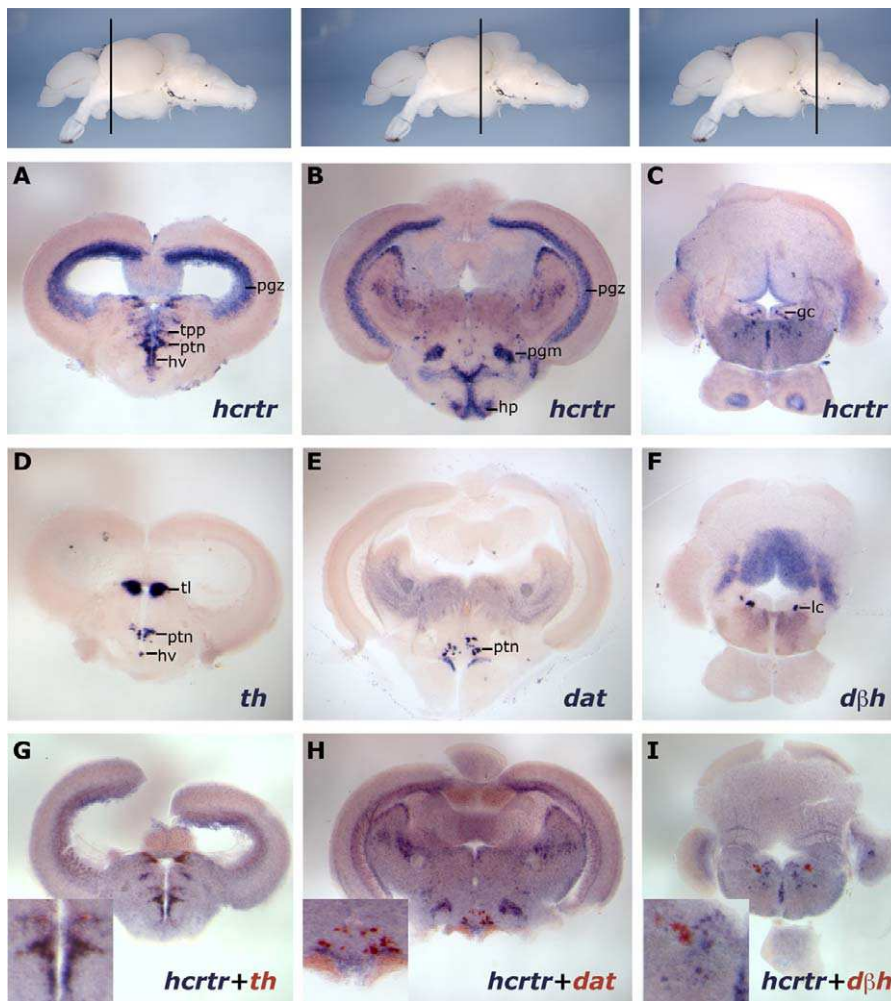 A
pgz
tpp
ptn
hv
hcrtr
B
pgz
pgm
hp
hcrtr
C
gc
hcrtr
D
tl
ptn
hv
th
E
ptn
dat
F
lc
dβh
G
hcrtr+th
H
hcrtr+dat
I
hcrtr+dβh